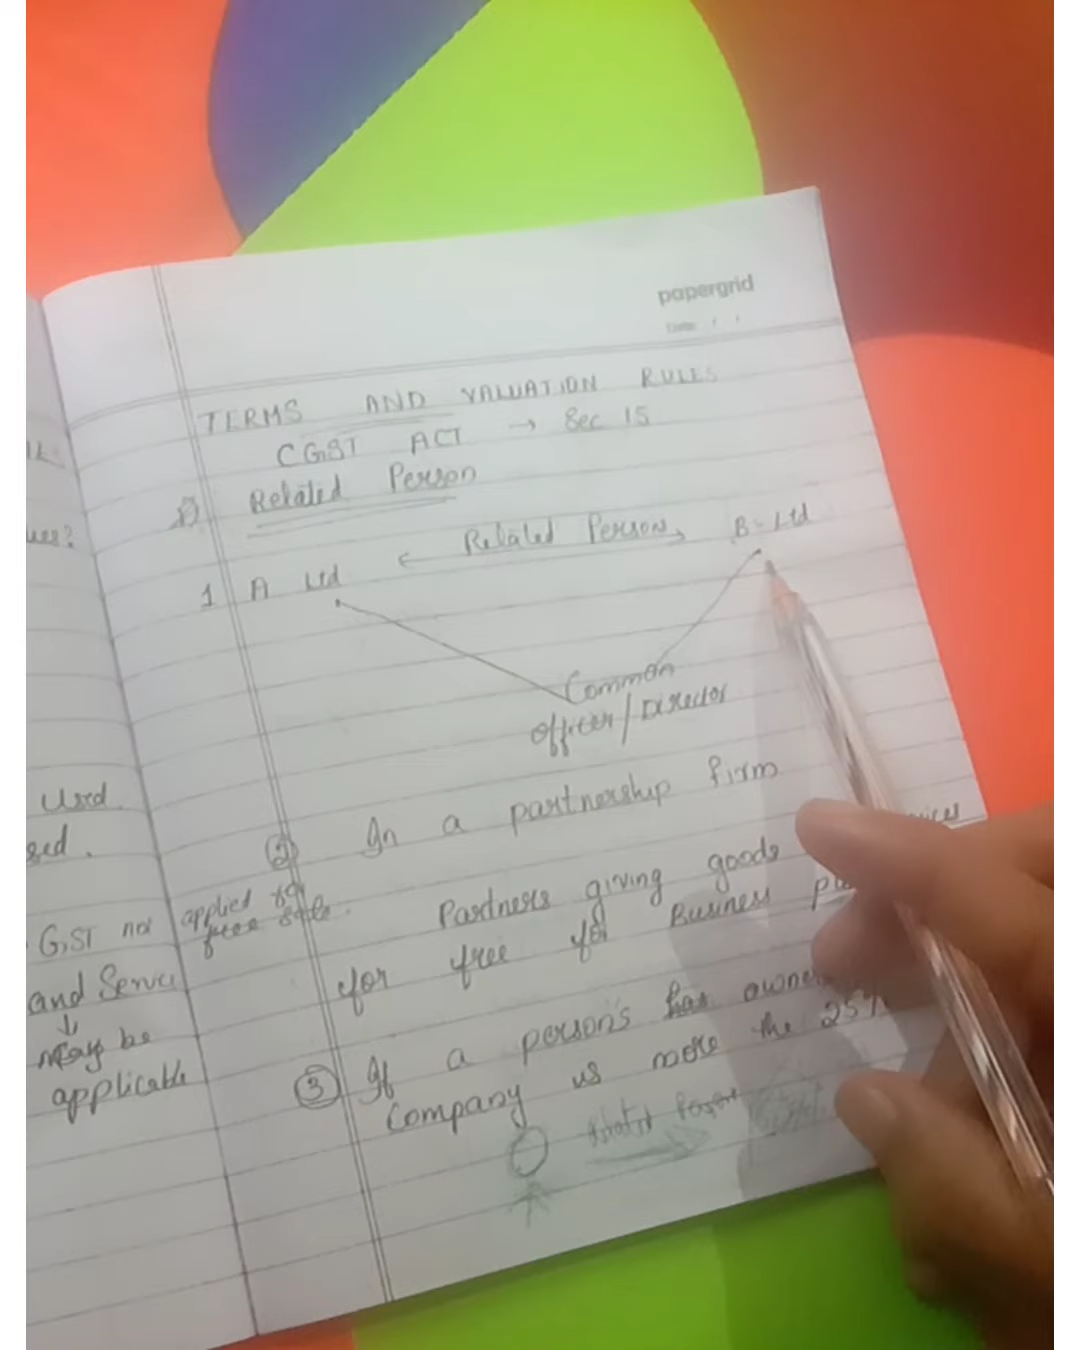 papergrid
Date: / /
TERMS AND VALUATION RULES
CGST ACT → Sec 15
Related Person
1 A Ltd ← Related Person → B-Ltd
Common
officer/Director
② In a partnership firm
Partners giving goods
for free for Business
③ If a person's has
Company is more the 25%
used
GST not applied for
free sale.
and Service
↓
May be
applicable